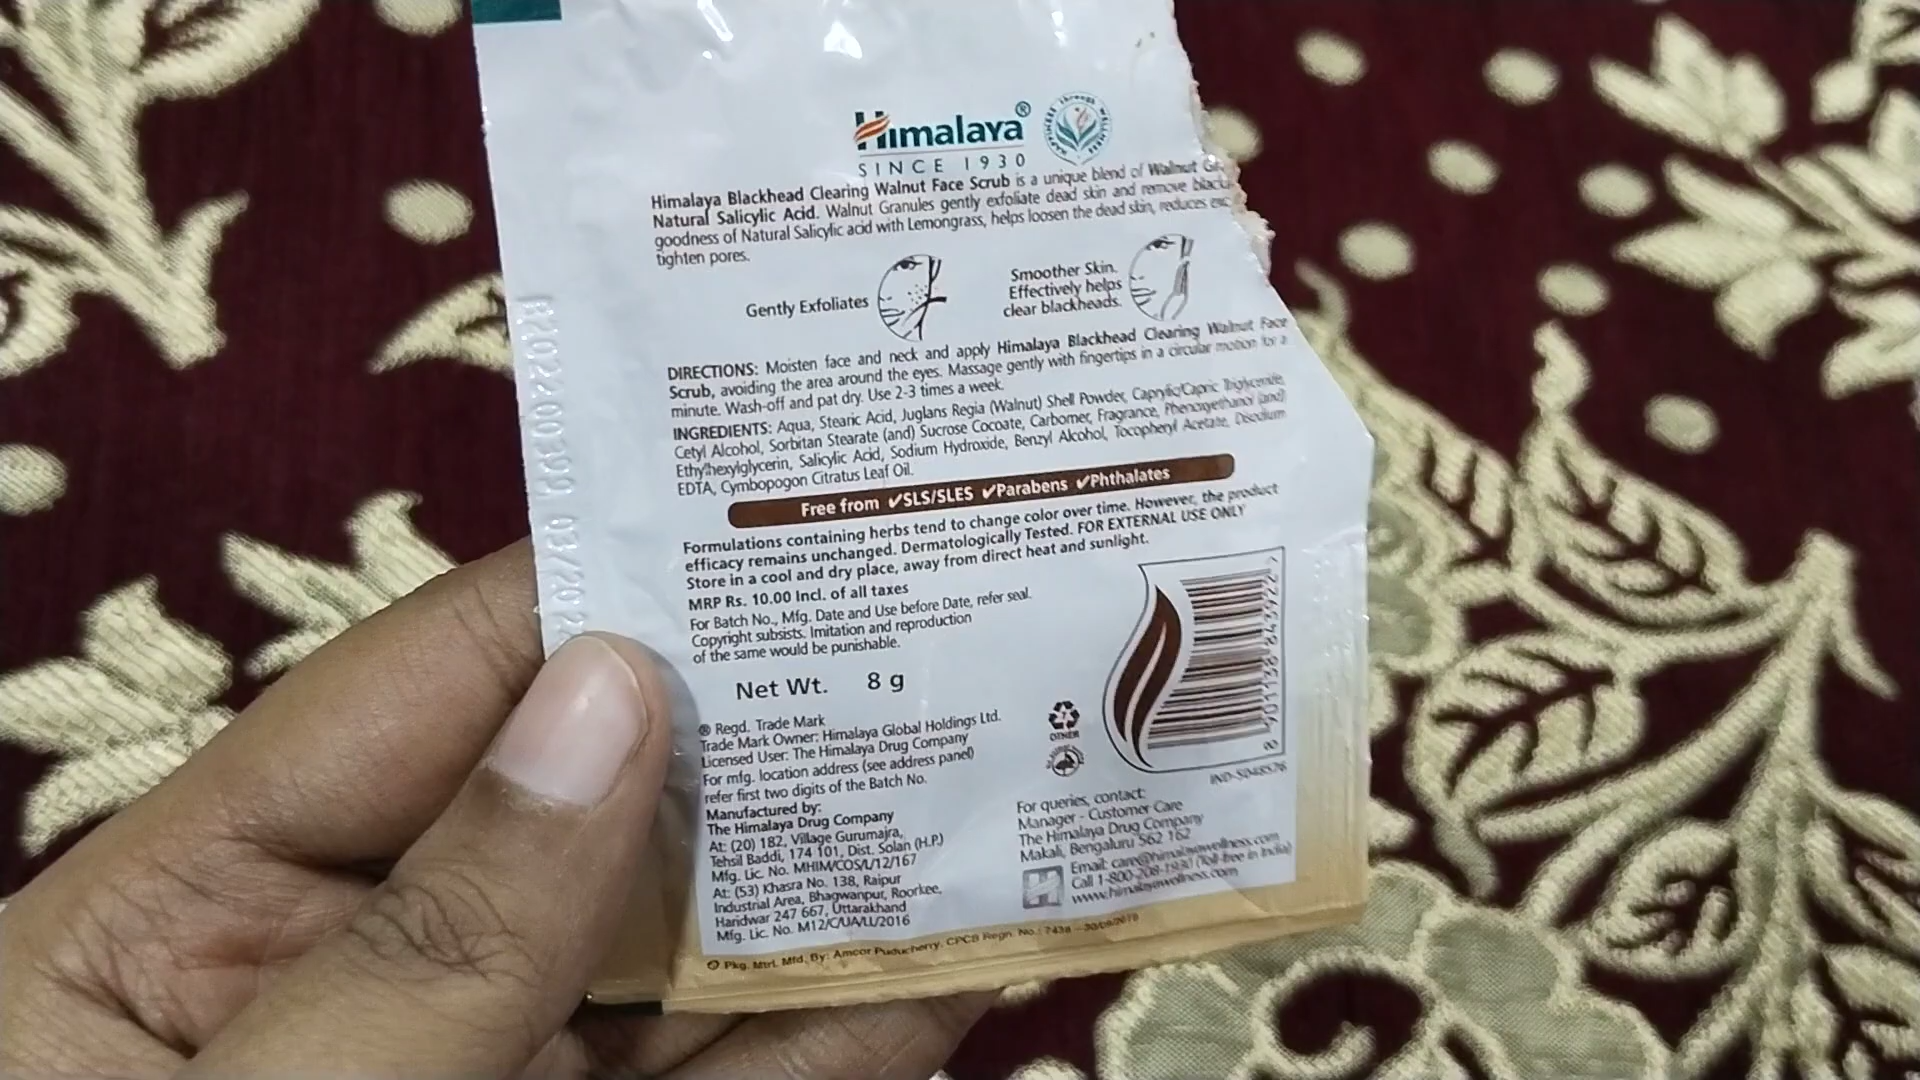 Himalaya®
HAPPINESS through WELLNESS
SINCE 1930
Himalaya Blackhead Clearing Walnut Face Scrub is a unique blend of Walnut
Natural Salicylic Acid. Walnut Granules gently exfoliate dead skin and remove
goodness of Natural Salicylic acid with Lemongrass, helps loosen the dead skin, reduces
tighten pores.
Gently Exfoliates
Smoother Skin.
Effectively helps
clear blackheads.
DIRECTIONS: Moisten face and neck and apply Himalaya Blackhead Clearing Walnut Face
Scrub, avoiding the area around the eyes. Massage gently with fingertips in a circular motion for a
minute. Wash-off and pat dry. Use 2-3 times a week.
INGREDIENTS: Aqua, Stearic Acid, Juglans Regia (Walnut) Shell Powder, Caprylic/Capric Triglyceride,
Cetyl Alcohol, Sorbitan Stearate (and) Sucrose Cocoate, Carbomer, Fragrance, Phenoxyethanol (and)
Ethylhexylglycerin, Salicylic Acid, Sodium Hydroxide, Benzyl Alcohol, Tocopheryl Acetate, Disodium
EDTA, Cymbopogon Citratus Leaf Oil.
Free from ✔SLS/SLES ✔Parabens ✔Phthalates
Formulations containing herbs tend to change color over time. However, the product
efficacy remains unchanged. Dermatologically Tested. FOR EXTERNAL USE ONLY
Store in a cool and dry place, away from direct heat and sunlight.
MRP Rs. 10.00 Incl. of all taxes
For Batch No., Mfg. Date and Use before Date, refer seal.
Copyright subsists. Imitation and reproduction
of the same would be punishable.
Net Wt. 8 g
® Regd. Trade Mark
Trade Mark Owner: Himalaya Global Holdings Ltd.
Licensed User: The Himalaya Drug Company
For mfg. location address (see address panel)
refer first two digits of the Batch No.
Manufactured by:
The Himalaya Drug Company
At: (20) 182, Village Gurumajra,
Tehsil Baddi, 174 101, Dist. Solan (H.P.)
Mfg. Lic. No. MHIM/COS/L/12/167
At: (53) Khasra No. 138, Raipur
Industrial Area, Bhagwanpur, Roorkee,
Haridwar 247 667, Uttarakhand
Mfg. Lic. No. M12/C/UA/LL/2016
7
OTHER
IND-5048576
For queries, contact:
Manager - Customer Care
The Himalaya Drug Company
Makali, Bengaluru 562 162
Email: care@himalayawellness.com
Call 1-800-208-1930 (Toll-free in India)
www.himalayawellness.com
Pkg. Mtrl. Mfd. By: Amcor Puducherry. CPCB Regn. No.: 7438